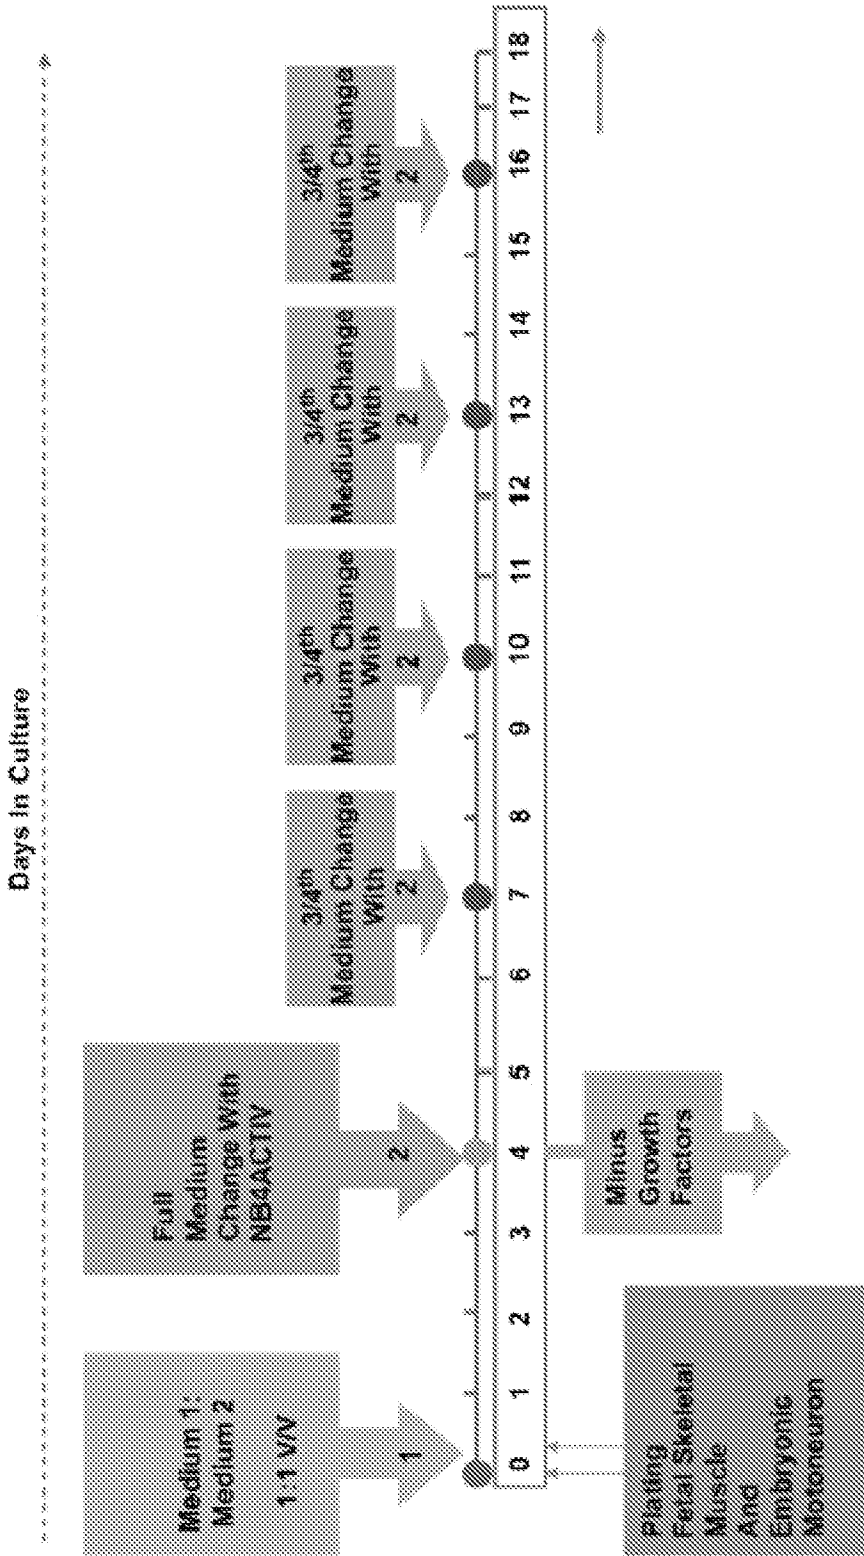 Days In Culture
Medium 1:
Medium 2
1:1 V/V
1
Full
Medium
Change With
NB4ACTIV
2
3/4th
Medium Change
With
2
3/4th
Medium Change
With
2
3/4th
Medium Change
With
2
3/4th
Medium Change
With
2
0 1 2 3 4 5 6 7 8 9 10 11 12 13 14 15 16 17 18
Plating
Fetal Skeletal
Muscle
And
Embryonic
Motoneuron
Minus
Growth
Factors